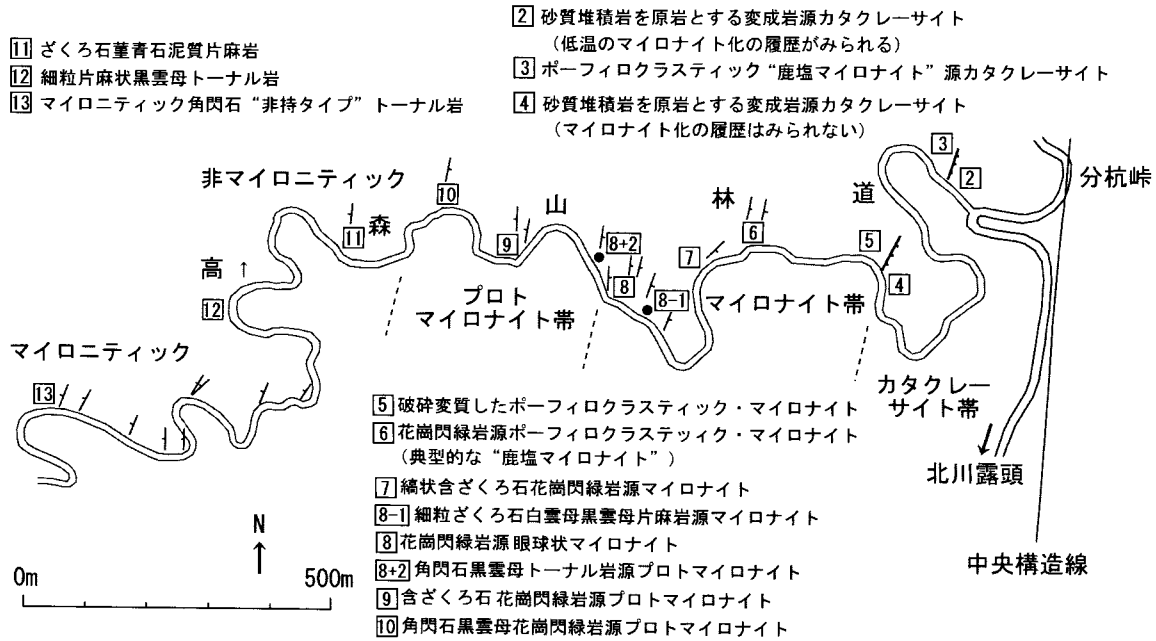 2 砂質堆積岩を原岩とする変成岩源カタクレーサイト
（低温のマイロナイト化の履歴がみられる）
3 ポーフィロクラスティック“鹿塩マイロナイト”源カタクレーサイト
4 砂質堆積岩を原岩とする変成岩源カタクレーサイト
（マイロナイト化の履歴はみられない）
11 ざくろ石菫青石泥質片麻岩
12 細粒片麻状黒雲母トーナル岩
13 マイロニティック角閃石“非持タイプ”トーナル岩
3
2
分杭峠
非マイロニティック
10
高 森 山 林 道
11
9
8+2
6
5
7
8
8-1
4
↑
12
プロト
マイロナイト帯
マイロナイト帯
マイロニティック
13
カタクレー
サイト帯
北川露頭
中央構造線
5 破砕変質したポーフィロクラスティック・マイロナイト
6 花崗閃緑岩源ポーフィロクラステッィク・マイロナイト
（典型的な“鹿塩マイロナイト”）
7 縞状含ざくろ石花崗閃緑岩源マイロナイト
8-1 細粒ざくろ石白雲母黒雲母片麻岩源マイロナイト
8 花崗閃緑岩源眼球状マイロナイト
8+2 角閃石黒雲母トーナル岩源プロトマイロナイト
9 含ざくろ石花崗閃緑岩源プロトマイロナイト
10 角閃石黒雲母花崗閃緑岩源プロトマイロナイト
N
0m 500m